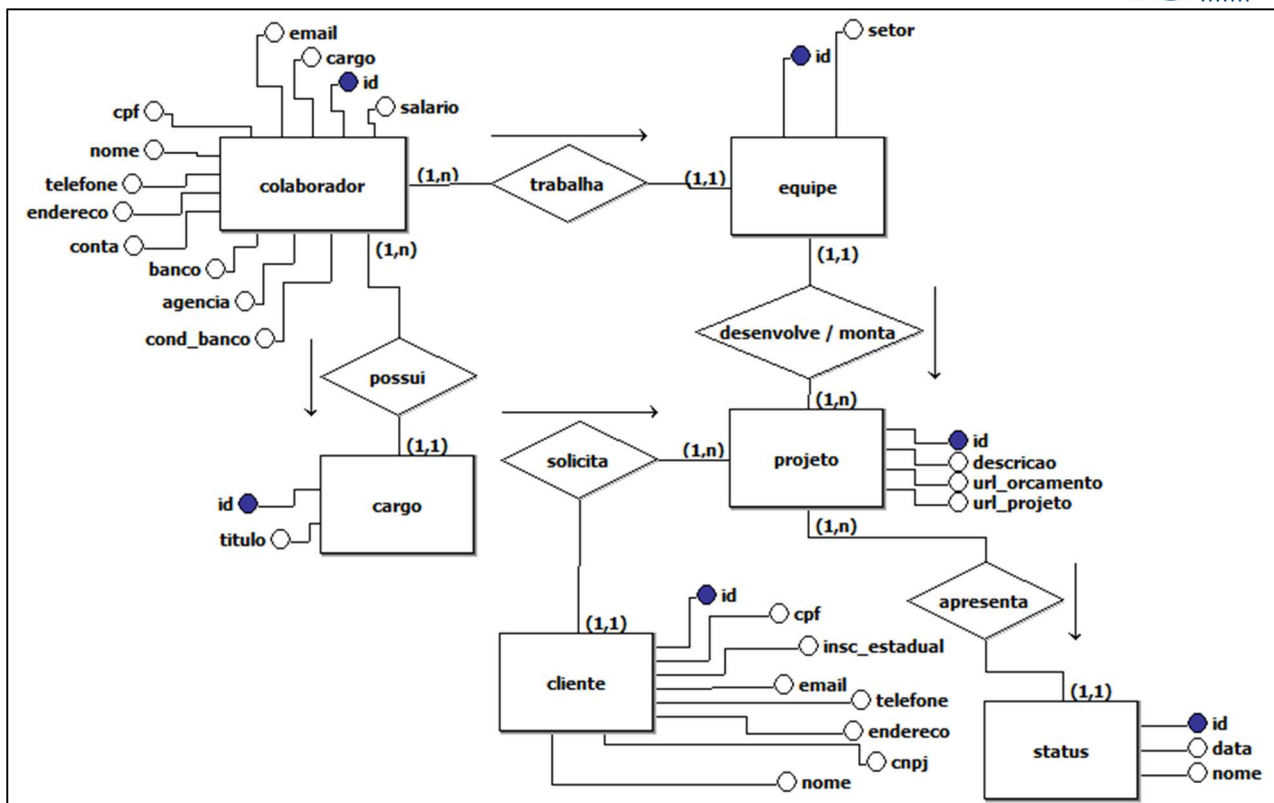 email
setor
cargo
id
id
salario
cpf
nome
colaborador
(1,n)
trabalha
(1,1)
equipe
telefone
endereco
conta
(1,n)
(1,1)
banco
agencia
cond_banco
desenvolve / monta
possui
(1,n)
(1,1)
solicita
(1,n)
projeto
id
descricao
url_orcamento
url_projeto
id
cargo
titulo
(1,n)
id
apresenta
cpf
(1,1)
insc_estadual
cliente
email
telefone
(1,1)
endereco
id
status
data
cnpj
nome
nome